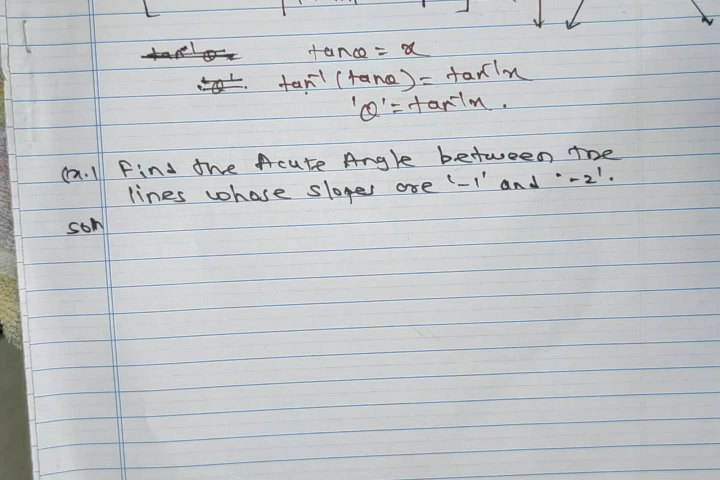 tanθ = x
tan⁻¹ (tanθ) = tan⁻¹x
'θ' = tan⁻¹x .
Ex.1 Find the Acute Angle between the
lines whose slopes are '-1' and '-2'.
Soln